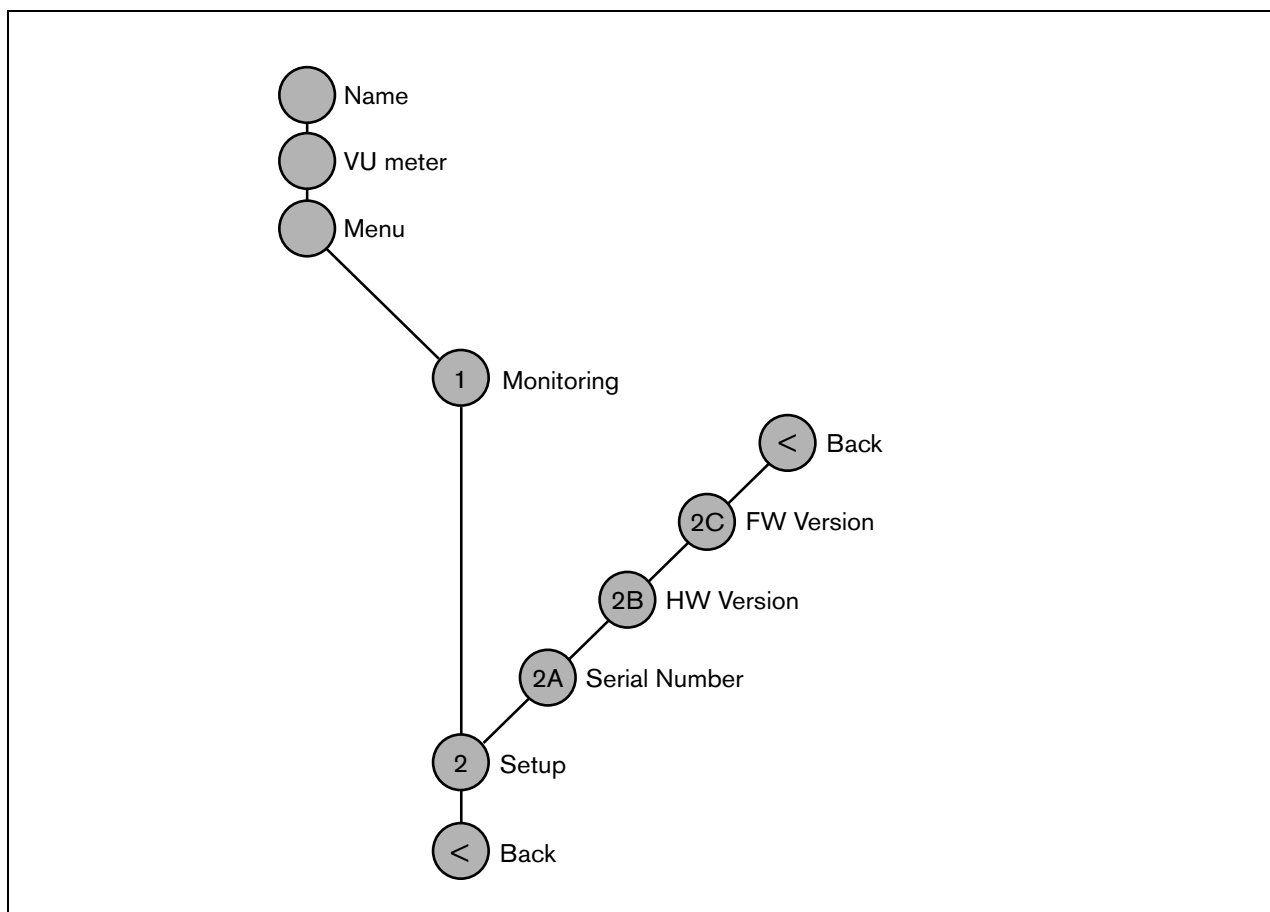 Name
VU meter
Menu
1 Monitoring
< Back
2C FW Version
2B HW Version
2A Serial Number
2 Setup
< Back